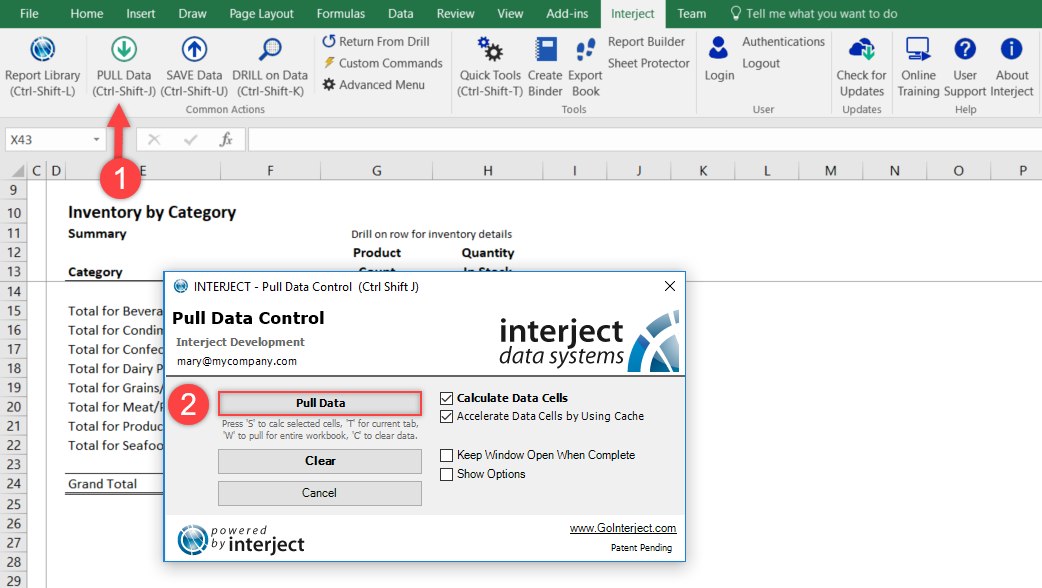 File Home Insert Draw Page Layout Formulas Data Review View Add-ins Interject Team Tell me what you want to do
Report Library (Ctrl-Shift-L)
PULL Data (Ctrl-Shift-J)
SAVE Data (Ctrl-Shift-U)
DRILL on Data (Ctrl-Shift-K)
Return From Drill
Custom Commands
Advanced Menu
Common Actions
Quick Tools (Ctrl-Shift-T)
Create Binder
Export Book
Report Builder
Sheet Protector
Tools
Login
Authentications
Logout
User
Check for Updates
Updates
Online Training
User Support
About Interject
Help
X43 fx
1
C D E F G H I J K L M N O P
9
10 Inventory by Category
11 Summary Drill on row for inventory details
12 Product Quantity
13 Category Count In Stock
14
15 Total for Bevera
16 Total for Condin
17 Total for Confec
18 Total for Dairy P
19 Total for Grains/
20 Total for Meat/P
21 Total for Produc
22 Total for Seafoo
23
24 Grand Total
25
26
27
28
29
INTERJECT - Pull Data Control (Ctrl Shift J)
Pull Data Control
Interject Development
mary@mycompany.com
interject
data systems
2
Pull Data
Press 'S' to calc selected cells, 'T' for current tab,
'W' to pull for entire workbook, 'C' to clear data.
Clear
Cancel
Calculate Data Cells
Accelerate Data Cells by Using Cache
Keep Window Open When Complete
Show Options
powered
by interject
www.GoInterject.com
Patent Pending